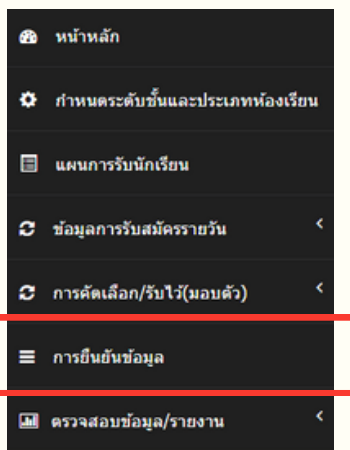 หน้าหลัก
กำหนดระดับชั้นและประเภทห้องเรียน
แผนการรับนักเรียน
ข้อมูลการรับสมัครรายวัน
การคัดเลือก/รับไว้(มอบตัว)
การยืนยันข้อมูล
ตรวจสอบข้อมูล/รายงาน